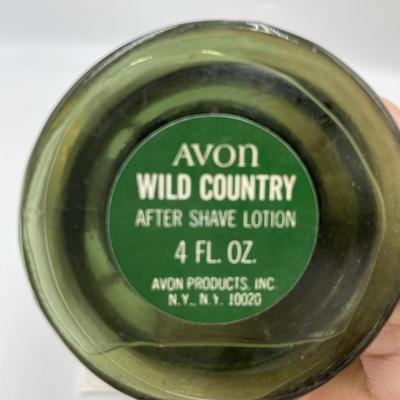 AVON
WILD COUNTRY
AFTER SHAVE LOTION
4 FL. OZ.
AVON PRODUCTS, INC.
N.Y., N.Y. 10020